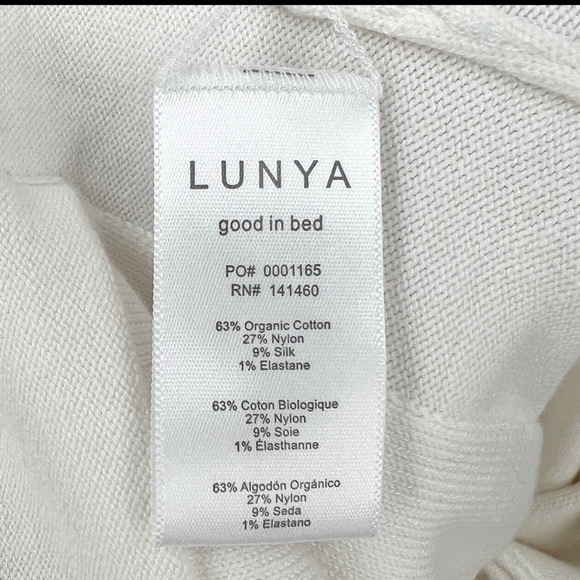 LUNYA
good in bed
PO# 0001165
RN# 141460
63% Organic Cotton
27% Nylon
9% Silk
1% Elastane
63% Coton Biologique
27% Nylon
9% Soie
1% Élasthanne
63% Algodón Orgánico
27% Nylon
9% Seda
1% Elastano